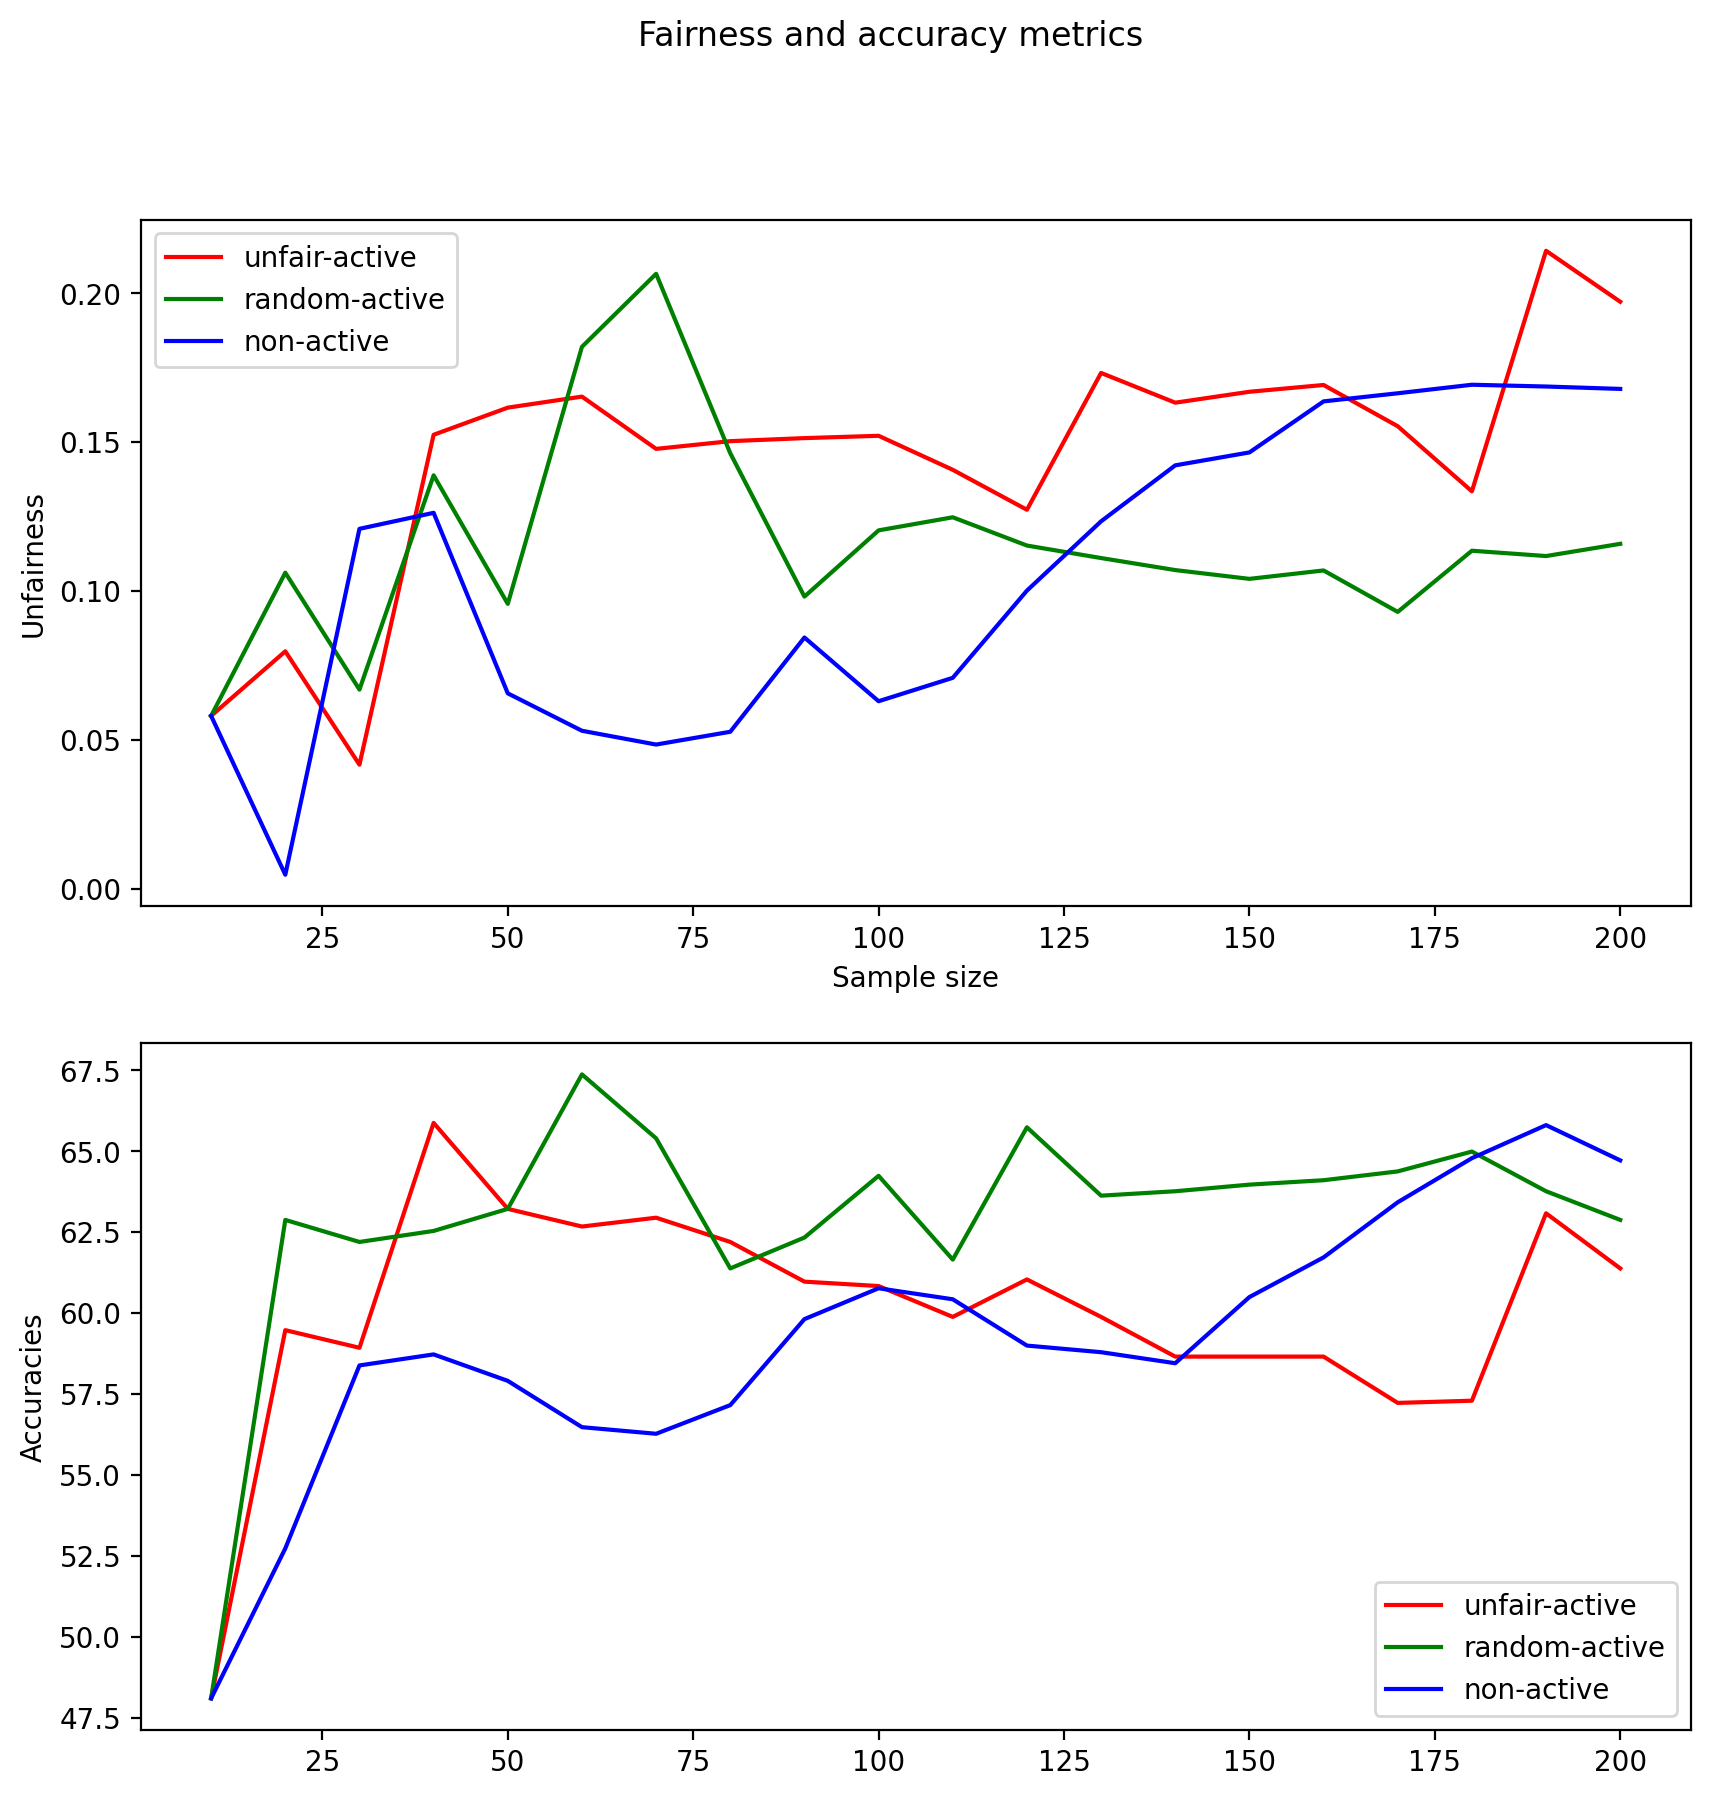 Fairness and accuracy metrics
unfair-active
random-active
non-active
Unfairness
0.20
0.15
0.10
0.05
0.00
25 50 75 100 125 150 175 200
Sample size
Accuracies
67.5
65.0
62.5
60.0
57.5
55.0
52.5
50.0
47.5
unfair-active
random-active
non-active
25 50 75 100 125 150 175 200